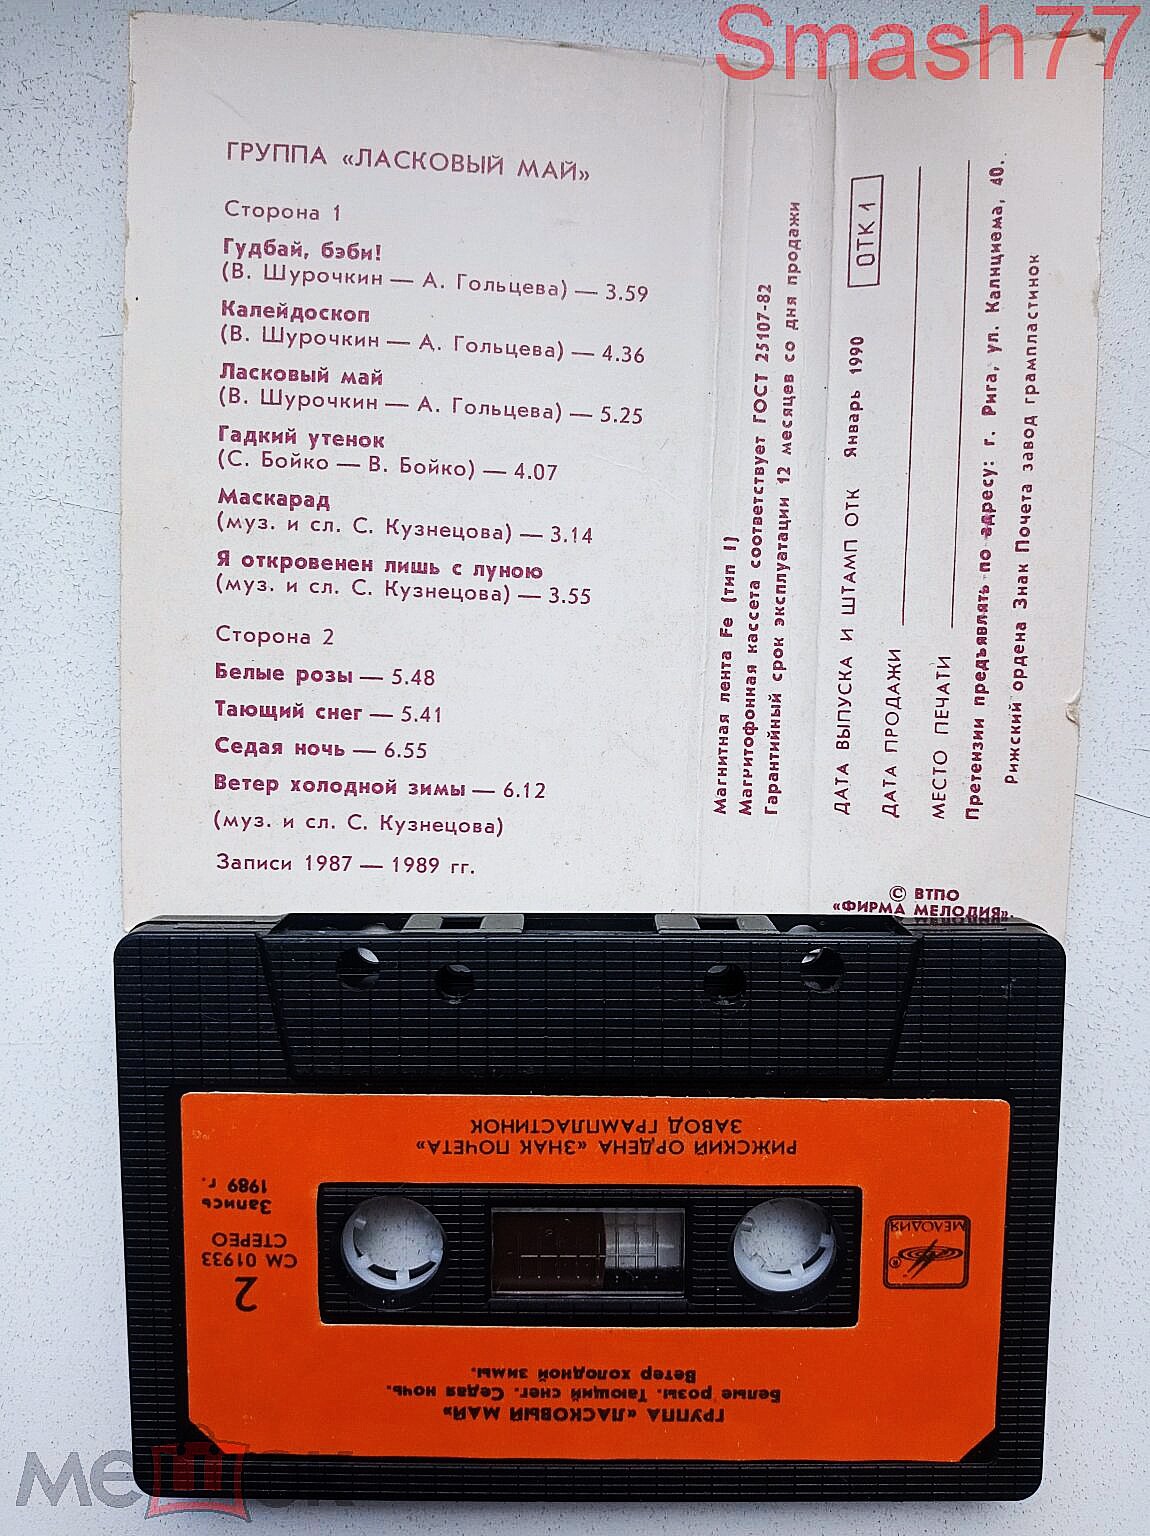 Smash77
ГРУППА «ЛАСКОВЫЙ МАЙ»
Сторона 1
Гудбай, бэби!
(В. Шурочкин — А. Гольцева) — 3.59
Калейдоскоп
(В. Шурочкин — А. Гольцева) — 4.36
Ласковый май
(В. Шурочкин — А. Гольцева) — 5.25
Гадкий утенок
(С. Бойко — В. Бойко) — 4.07
Маскарад
(муз. и сл. С. Кузнецова) — 3.14
Я откровенен лишь с луною
(муз. и сл. С. Кузнецова) — 3.55
Сторона 2
Белые розы — 5.48
Тающий снег — 5.41
Седая ночь — 6.55
Ветер холодной зимы — 6.12
(муз. и сл. С. Кузнецова)
Записи 1987 — 1989 гг.
Магнитная лента Fe (тип I)
Магнитофонная кассета соответствует ГОСТ 25107-82
Гарантийный срок эксплуатации 12 месяцев со дня продажи
ДАТА ВЫПУСКА И ШТАМП ОТК Январь 1990 ОТК 1
ДАТА ПРОДАЖИ
МЕСТО ПЕЧАТИ
Претензии предъявлять по адресу: г. Рига, ул. Калнциема, 40.
Рижский ордена Знак Почета завод грампластинок
© ВТПО
«ФИРМА МЕЛОДИЯ».
ГРУППА «ЛАСКОВЫЙ МАЙ»
Белые розы. Тающий снег. Седая ночь.
Ветер холодной зимы.
МЕЛОДИЯ
2
СМ 01933
СТЕРЕО
Запись
1989 г.
РИЖСКИЙ ОРДЕНА «ЗНАК ПОЧЕТА»
ЗАВОД ГРАМПЛАСТИНОК